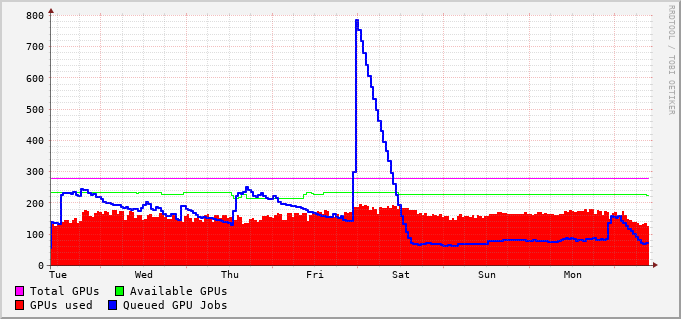 800
700
600
500
400
300
200
100
0
Tue Wed Thu Fri Sat Sun Mon
Total GPUs Available GPUs
GPUs used Queued GPU Jobs
RRDTOOL / TOBI OETIKER